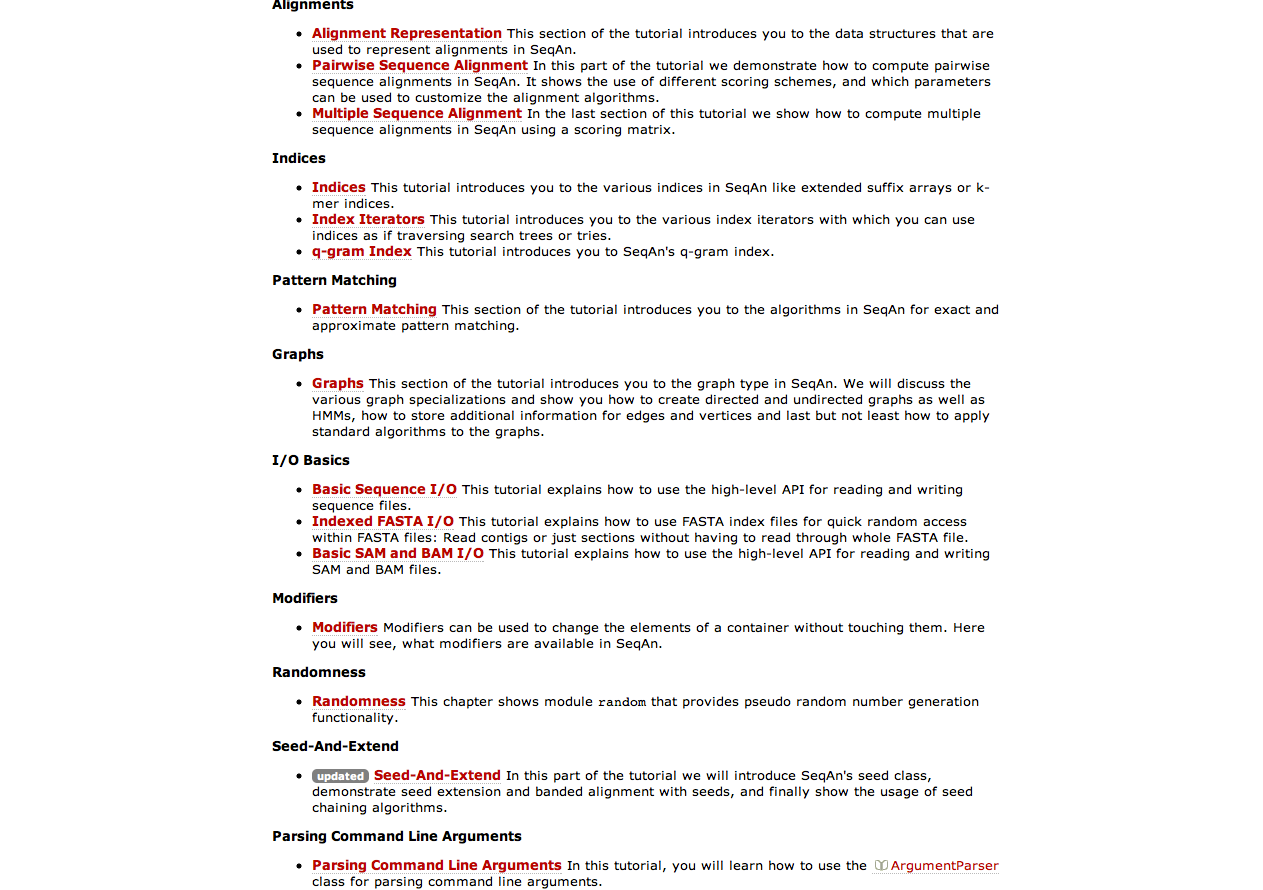 Alignments
Alignment Representation This section of the tutorial introduces you to the data structures that are
used to represent alignments in SeqAn.
Pairwise Sequence Alignment In this part of the tutorial we demonstrate how to compute pairwise
sequence alignments in SeqAn. It shows the use of different scoring schemes, and which parameters
can be used to customize the alignment algorithms.
Multiple Sequence Alignment In the last section of this tutorial we show how to compute multiple
sequence alignments in SeqAn using a scoring matrix.
Indices
Indices This tutorial introduces you to the various indices in SeqAn like extended suffix arrays or k-
mer indices.
Index Iterators This tutorial introduces you to the various index iterators with which you can use
indices as if traversing search trees or tries.
q-gram Index This tutorial introduces you to SeqAn's q-gram index.
Pattern Matching
Pattern Matching This section of the tutorial introduces you to the algorithms in SeqAn for exact and
approximate pattern matching.
Graphs
Graphs This section of the tutorial introduces you to the graph type in SeqAn. We will discuss the
various graph specializations and show you how to create directed and undirected graphs as well as
HMMs, how to store additional information for edges and vertices and last but not least how to apply
standard algorithms to the graphs.
I/O Basics
Basic Sequence I/O This tutorial explains how to use the high-level API for reading and writing
sequence files.
Indexed FASTA I/O This tutorial explains how to use FASTA index files for quick random access
within FASTA files: Read contigs or just sections without having to read through whole FASTA file.
Basic SAM and BAM I/O This tutorial explains how to use the high-level API for reading and writing
SAM and BAM files.
Modifiers
Modifiers Modifiers can be used to change the elements of a container without touching them. Here
you will see, what modifiers are available in SeqAn.
Randomness
Randomness This chapter shows module random that provides pseudo random number generation
functionality.
Seed-And-Extend
updated Seed-And-Extend In this part of the tutorial we will introduce SeqAn's seed class,
demonstrate seed extension and banded alignment with seeds, and finally show the usage of seed
chaining algorithms.
Parsing Command Line Arguments
Parsing Command Line Arguments In this tutorial, you will learn how to use the ArgumentParser
class for parsing command line arguments.